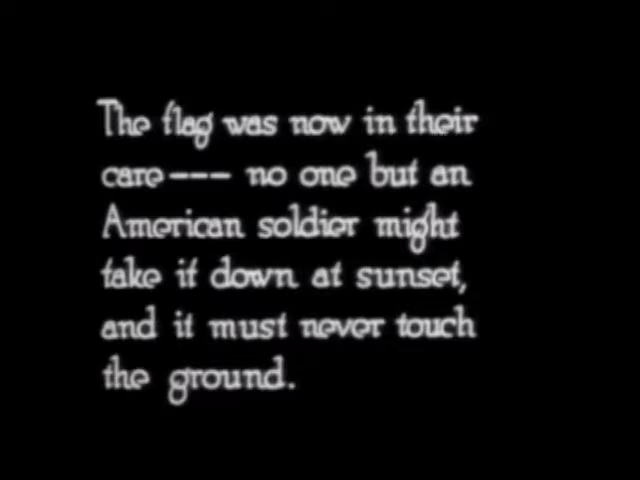 The flag was now in their
care--- no one but an
American soldier might
take it down at sunset,
and it must never touch
the ground.